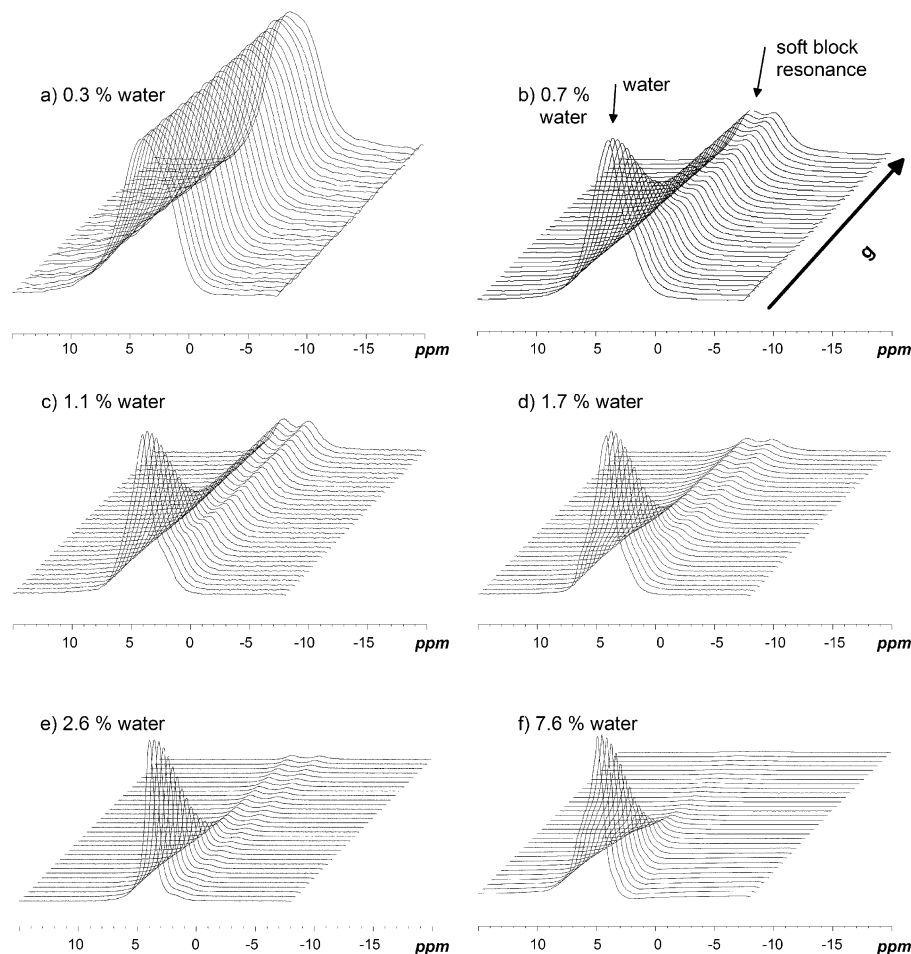 a) 0.3 % water
b) 0.7 %
water
water
soft block
resonance
g
10 5 0 -5 -10 -15 ppm
10 5 0 -5 -10 -15 ppm
c) 1.1 % water
d) 1.7 % water
10 5 0 -5 -10 -15 ppm
10 5 0 -5 -10 -15 ppm
e) 2.6 % water
f) 7.6 % water
10 5 0 -5 -10 -15 ppm
10 5 0 -5 -10 -15 ppm